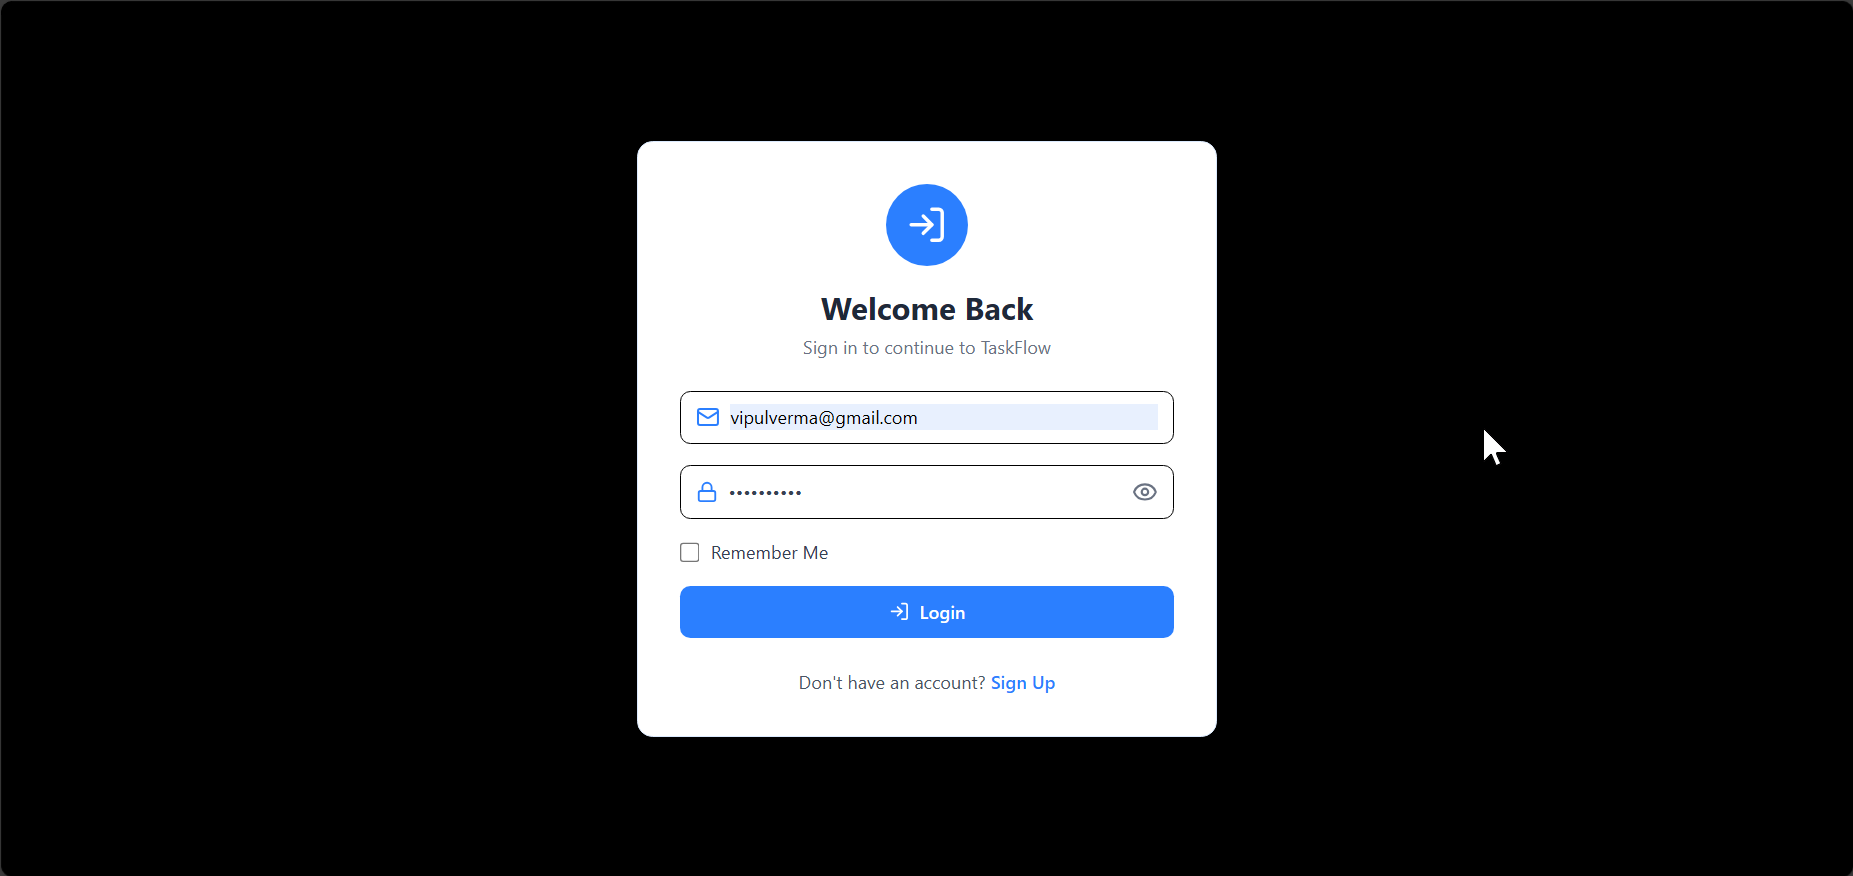 Welcome Back
Sign in to continue to TaskFlow
vipulverma@gmail.com
••••••••••
Remember Me
Login
Don't have an account? Sign Up